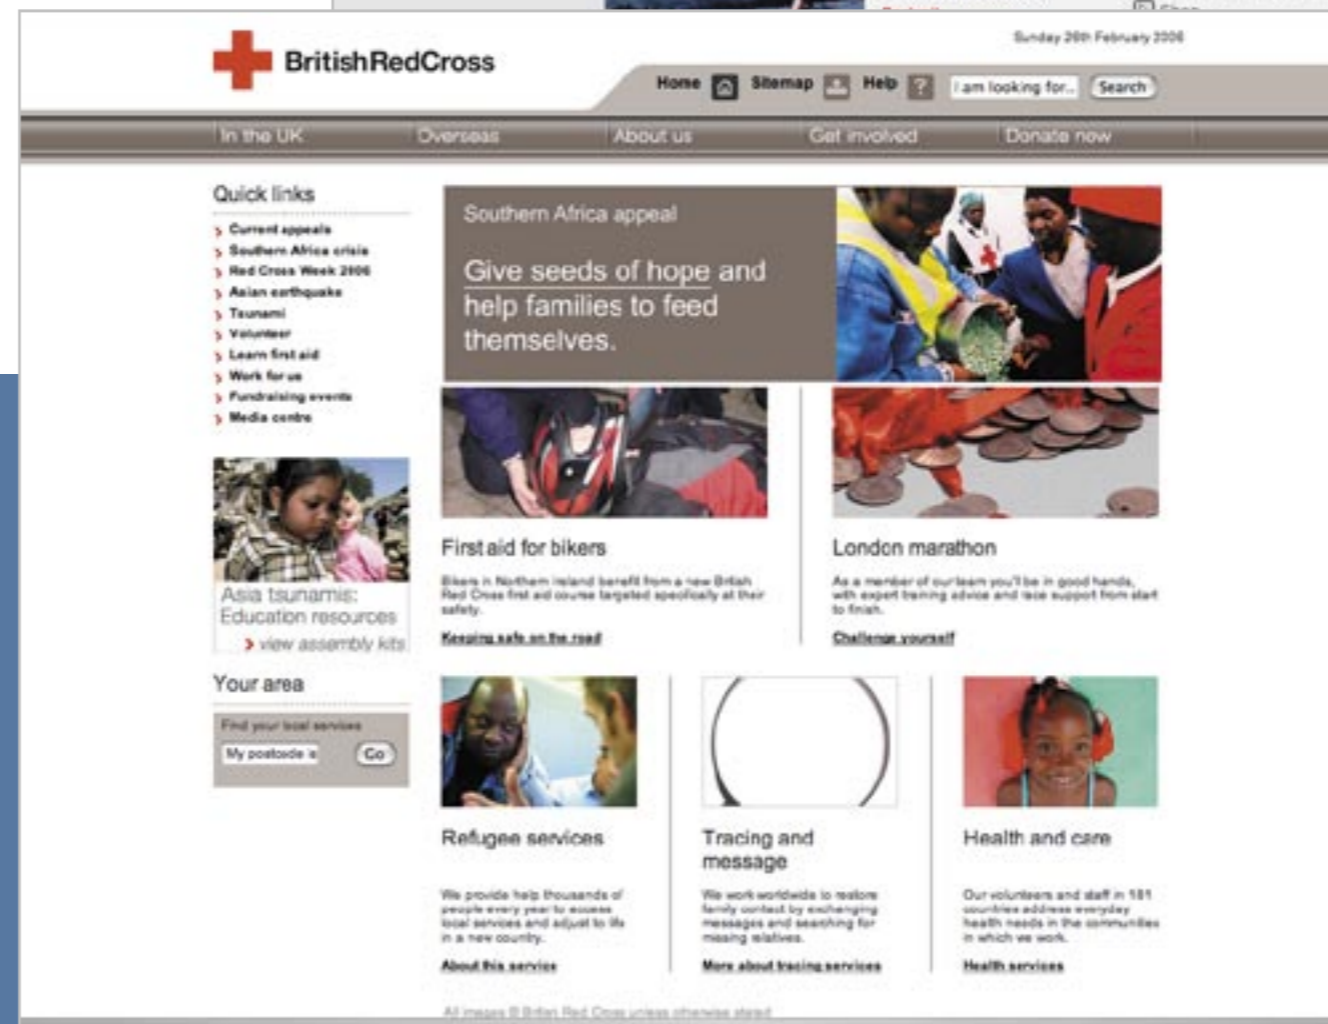 Sunday 26th February 2006
BritishRedCross
Home Sitemap Help ? I am looking for... Search
In the UK Overseas About us Get involved Donate now
Quick links
Current appeals
Southern Africa crisis
Red Cross Week 2006
Asian earthquake
Tsunami
Volunteer
Learn first aid
Work for us
Fundraising events
Media centre
Asia tsunamis:
Education resources
view assembly kits
Your area
Find your local services
My postcode is Go
Southern Africa appeal
Give seeds of hope and
help families to feed
themselves.
First aid for bikers
Bikers in Northern Ireland benefit from a new British
Red Cross first aid course targeted specifically at their
safety.
Keeping safe on the road
London marathon
As a member of our team you'll be in good hands,
with expert training advice and race support from start
to finish.
Challenge yourself
Refugee services
We provide help thousands of
people every year to access
local services and adjust to life
in a new country.
About this service
Tracing and
message
We work worldwide to restore
family contact by exchanging
messages and searching for
missing relatives.
More about tracing services
Health and care
Our volunteers and staff in 181
countries address everyday
health needs in the communities
in which we work.
Health services
All images © Britian Red Cross unless otherwise stated